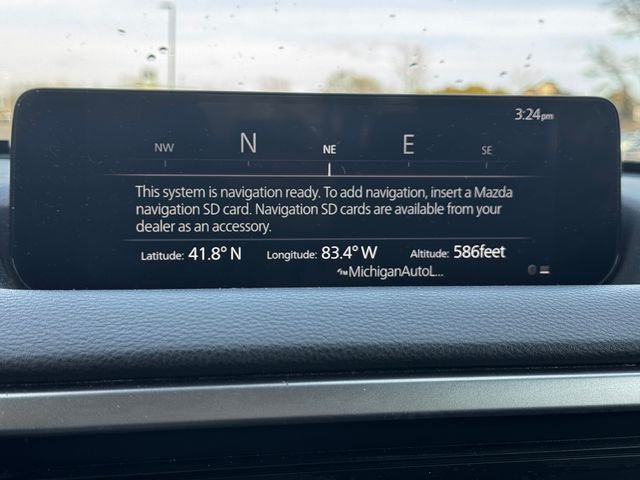 3:24pm
NW N NE E SE
This system is navigation ready. To add navigation, insert a Mazda
navigation SD card. Navigation SD cards are available from your
dealer as an accessory.
Latitude: 41.8° N Longitude: 83.4° W Altitude: 586feet
FM MichiganAutoL...